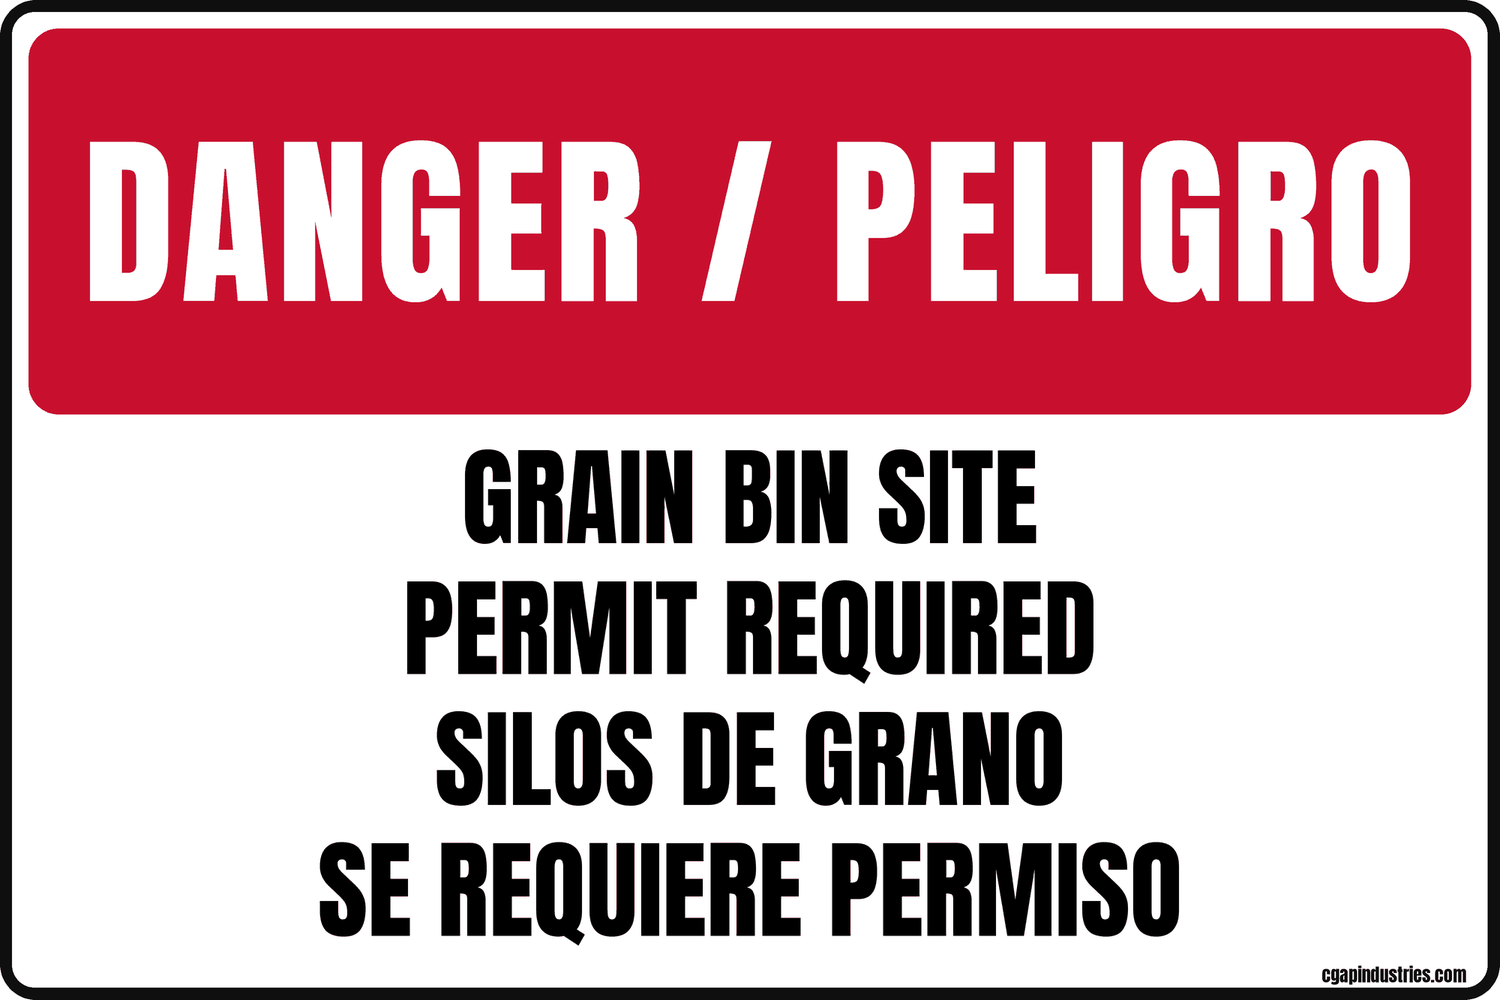 DANGER / PELIGRO
GRAIN BIN SITE
PERMIT REQUIRED
SILOS DE GRANO
SE REQUIERE PERMISO
cgapindustries.com